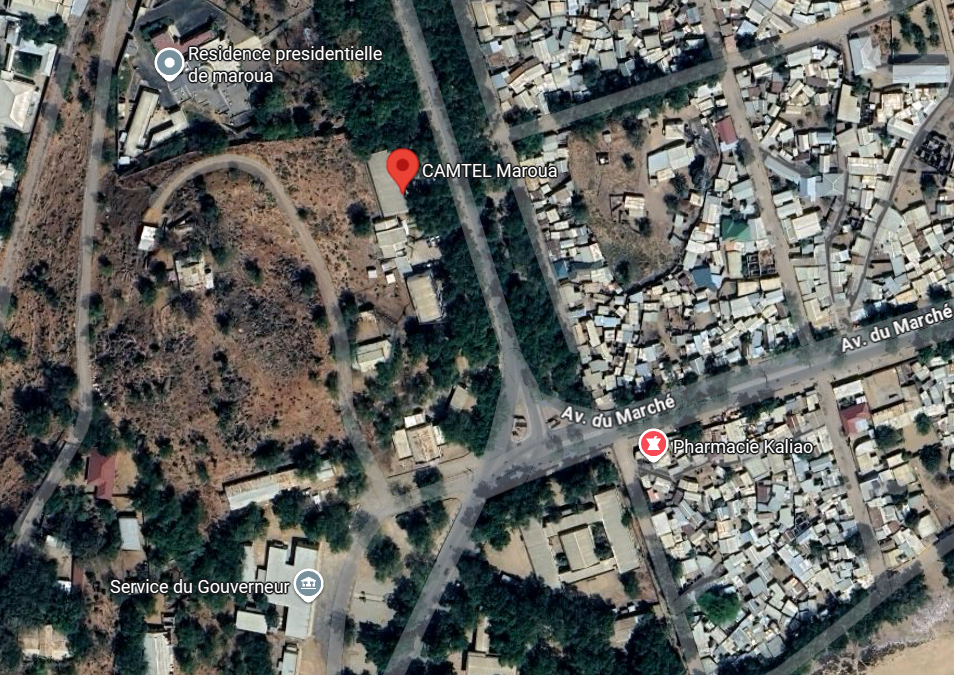 Residence presidentielle
de maroua
CAMTEL Maroua
Av. du Marché
Av. du Marché
Pharmacie Kaliao
Service du Gouverneur